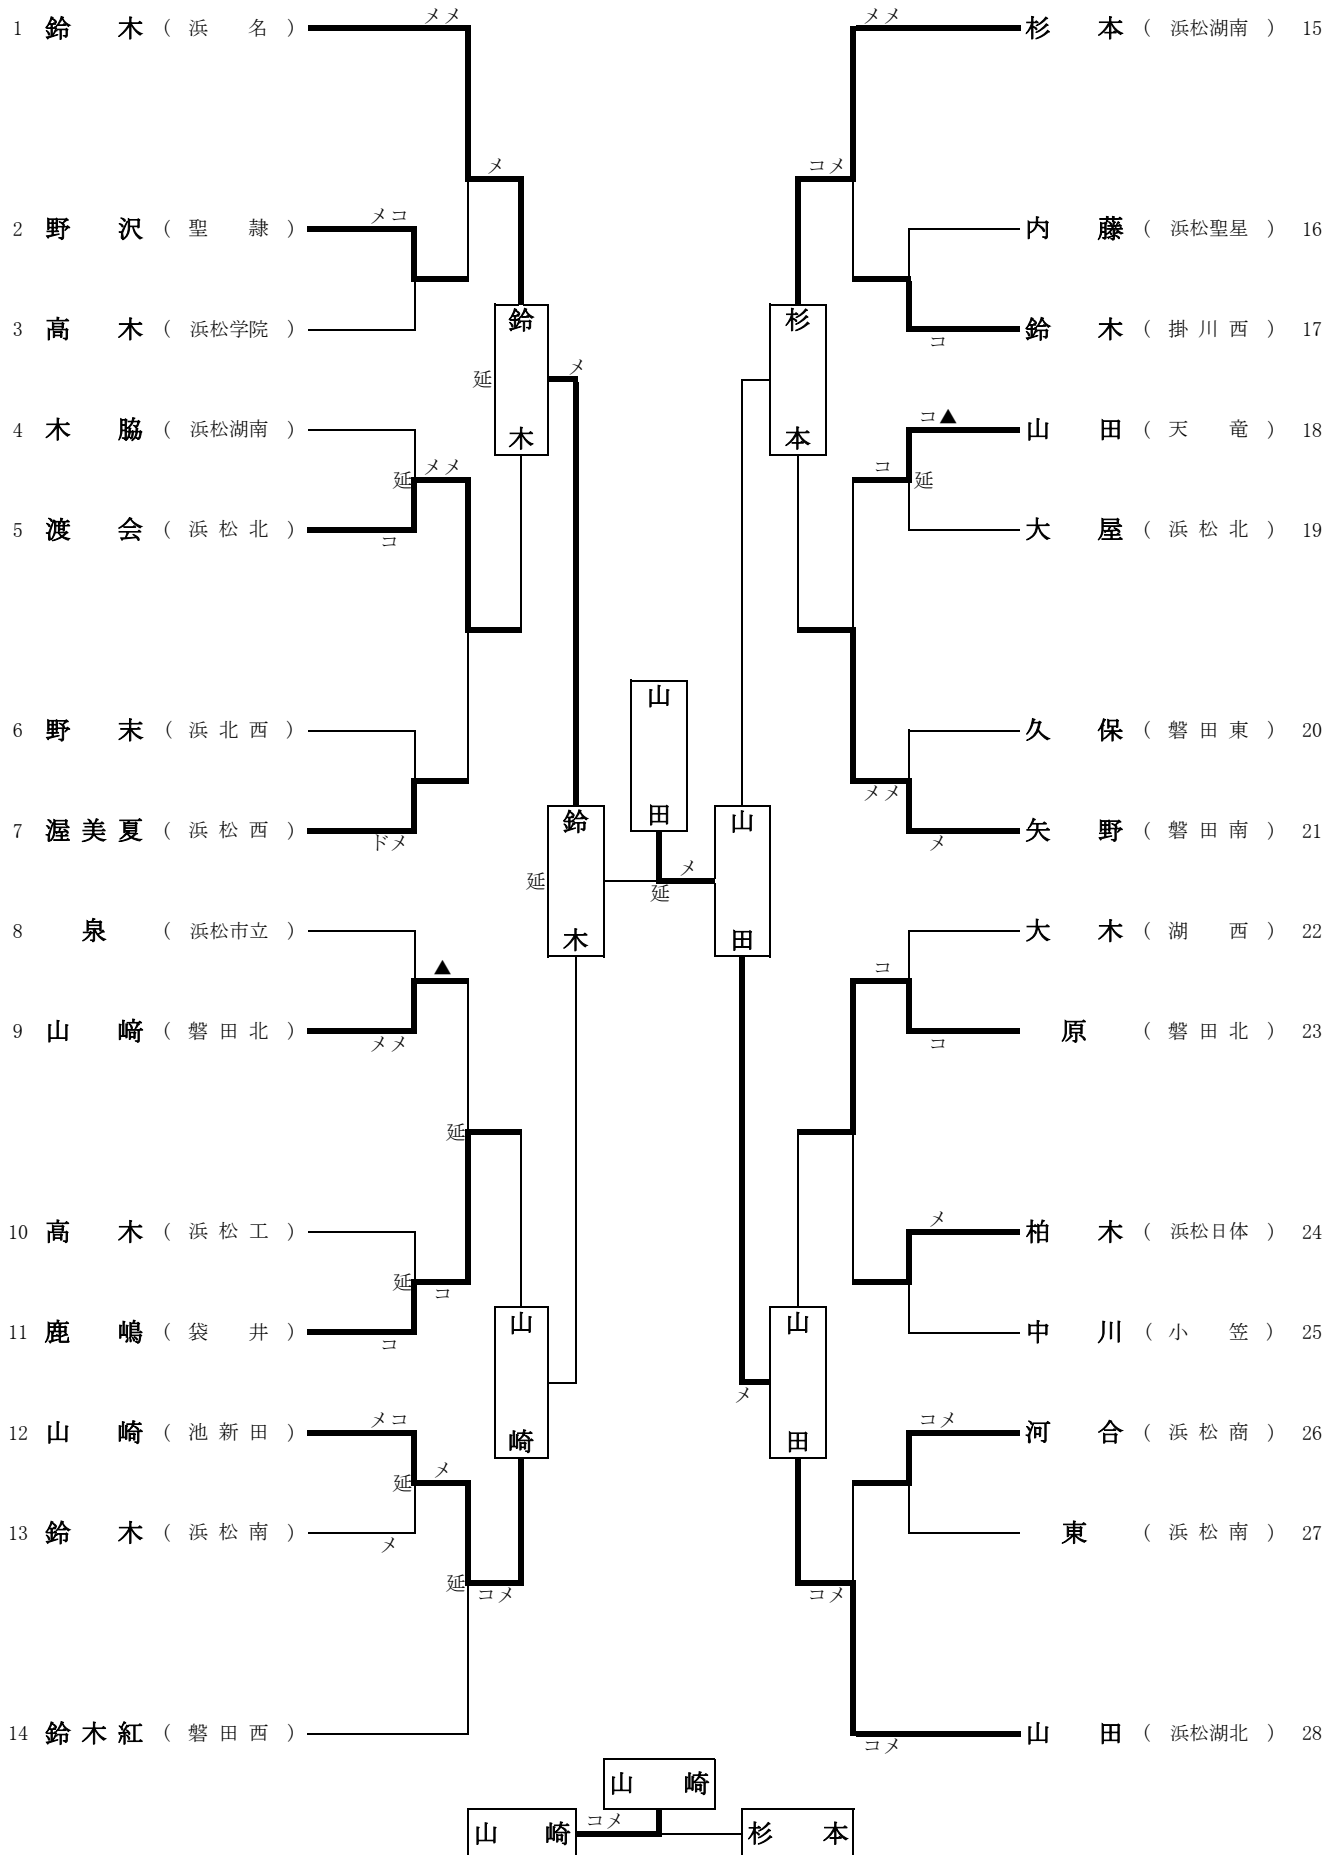 メメ
メメ
1 鈴木 ( 浜名 )
杉本 ( 浜松湖南 ) 15
メ
コメ
メコ
2 野沢 ( 聖隷 )
内藤 ( 浜松聖星 ) 16
3 高木 ( 浜松学院 )
鈴木 ( 掛川西 ) 17
コ
鈴木
杉本
延
メ
4 木脇 ( 浜松湖南 )
コ▲
山田 ( 天竜 ) 18
延
メメ
コ
延
5 渡会 ( 浜松北 )
コ
大屋 ( 浜松北 ) 19
6 野末 ( 浜北西 )
久保 ( 磐田東 ) 20
山田
メメ
7 渥美夏 ( 浜松西 )
ドメ
矢野 ( 磐田南 ) 21
メ
鈴木
山田
延
メ
延
8 泉 ( 浜松市立 )
大木 ( 湖西 ) 22
▲
コ
9 山﨑 ( 磐田北 )
メメ
原 ( 磐田北 ) 23
コ
延
10 高木 ( 浜松工 )
メ
柏木 ( 浜松日体 ) 24
延
コ
11 鹿嶋 ( 袋井 )
コ
中川 ( 小笠 ) 25
山崎
山田
メ
メコ
12 山崎 ( 池新田 )
コメ
河合 ( 浜松商 ) 26
延
メ
13 鈴木 ( 浜松南 )
メ
東 ( 浜松南 ) 27
延
コメ
コメ
14 鈴木紅 ( 磐田西 )
山田 ( 浜松湖北 ) 28
コメ
山崎
コメ
山崎
杉本